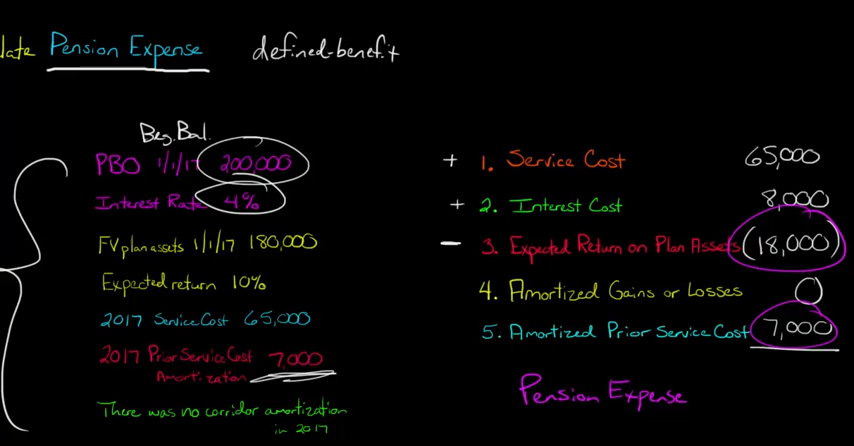 late Pension Expense defined-benefit
Beg. Bal.
PBO 1/1/17 200,000
Interest Rate 4%
FV plan assets 1/1/17 180,000
Expected return 10%
2017 Service Cost 65,000
2017 Prior Service Cost 7,000
Amortization
There was no corridor amortization
in 2017
+ 1. Service Cost 65,000
+ 2. Interest Cost 8,000
- 3. Expected Return on Plan Assets (18,000)
4. Amortized Gains or Losses 0
5. Amortized Prior Service Cost 7,000
Pension Expense